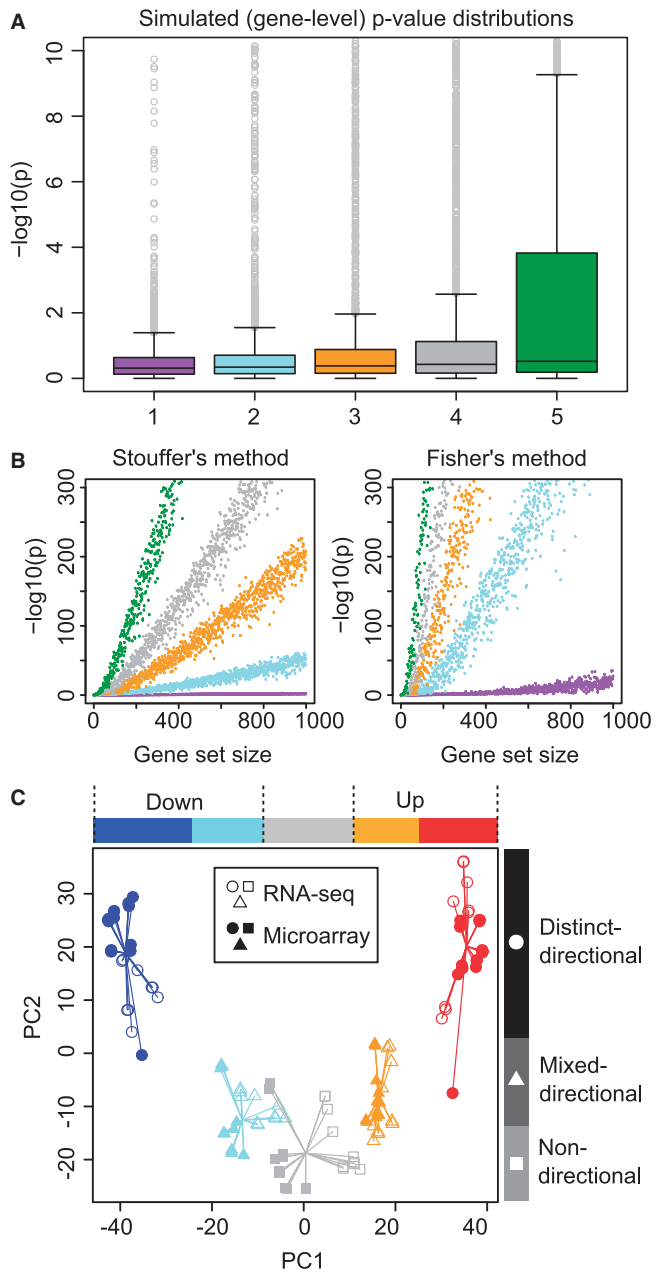 A
Simulated (gene-level) p-value distributions
−log10(p)
10
8
6
4
2
0
1 2 3 4 5
B
Stouffer's method
−log10(p)
300
200
100
0
0 400 1000
Gene set size
Fisher's method
−log10(p)
300
200
100
0
0 400 1000
Gene set size
C
Down Up
RNA-seq
Microarray
PC2
30
20
10
0
-10
-20
-40 -20 0 20 40
PC1
Distinct-
directional
Mixed-
directional
Non-
directional